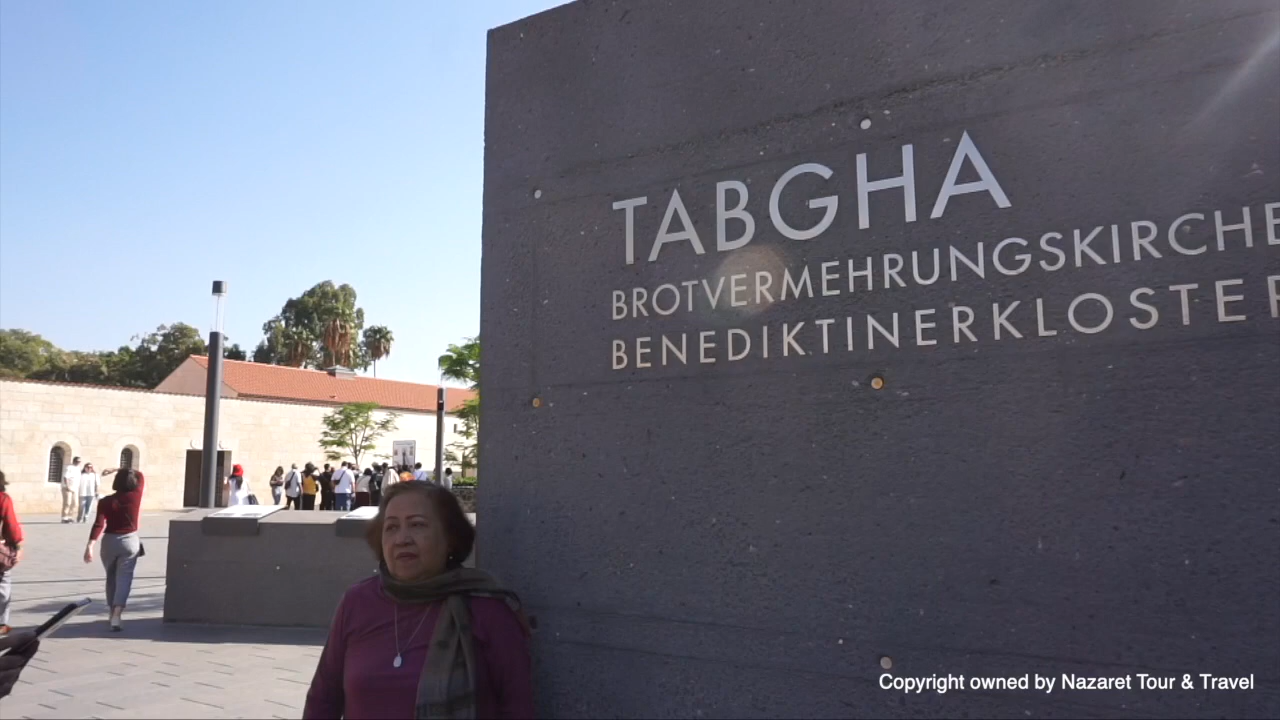 TABGHA
BROTVERMEHRUNGSKIRCHE
BENEDIKTINERKLOSTER
Copyright owned by Nazaret Tour & Travel